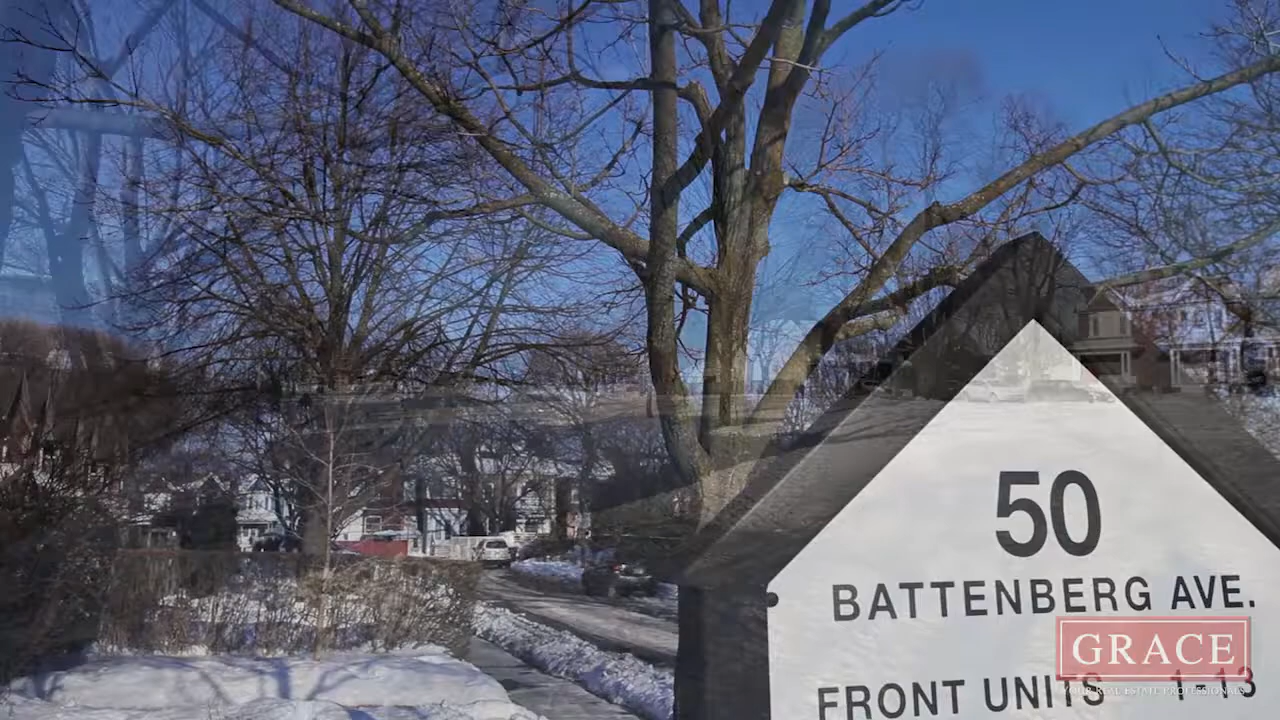 50
BATTENBERG AVE.
FRONT UNITS 1-13
GRACE
YOUR REAL ESTATE PROFESSIONALS